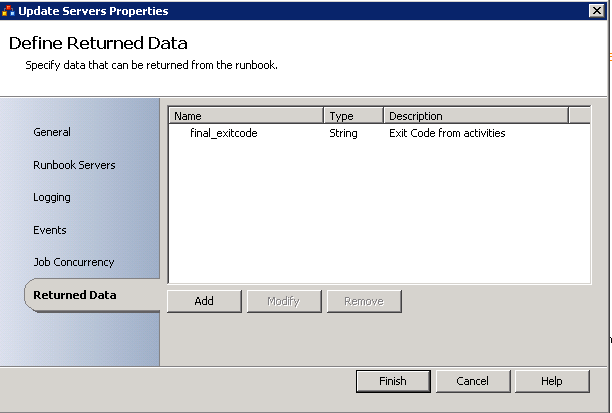 Update Servers Properties
Define Returned Data
Specify data that can be returned from the runbook.
General
Runbook Servers
Logging
Events
Job Concurrency
Returned Data
Name Type Description
final_exitcode String Exit Code from activities
Add Modify Remove
Finish Cancel Help